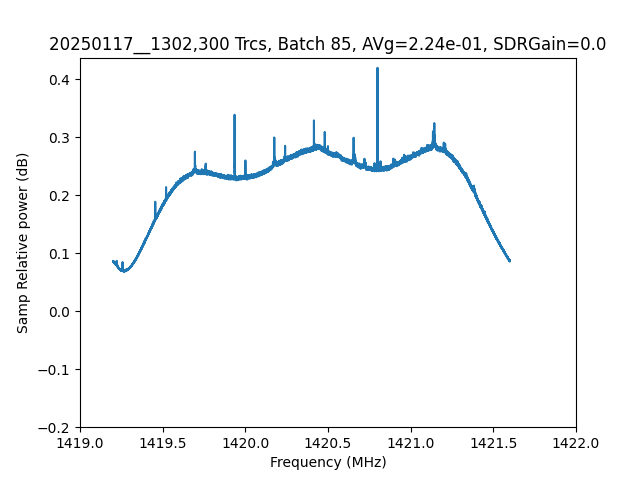 20250117__1302,300 Trcs, Batch 85, AVg=2.24e-01, SDRGain=0.0
Samp Relative power (dB)
0.4
0.3
0.2
0.1
0.0
−0.1
−0.2
1419.0 1419.5 1420.0 1420.5 1421.0 1421.5 1422.0
Frequency (MHz)